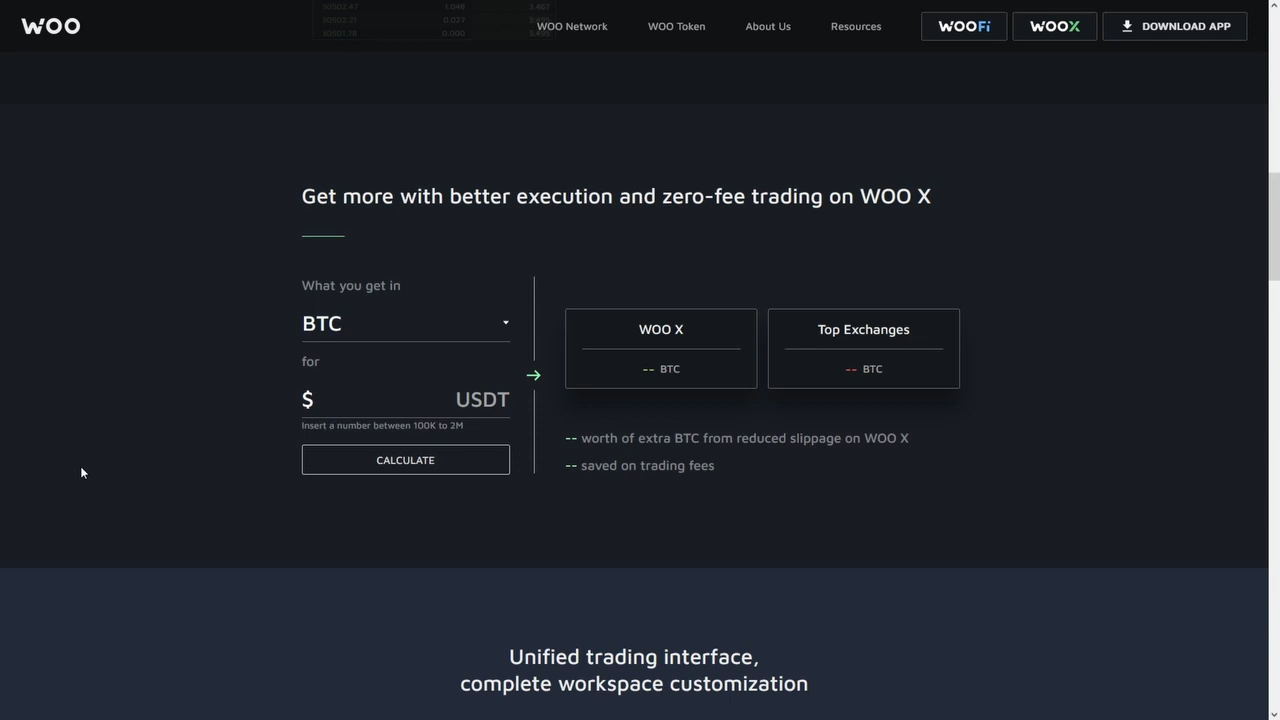 WOO
WOO Network
WOO Token
About Us
Resources
WOOFi
WOOX
DOWNLOAD APP
Get more with better execution and zero-fee trading on WOO X
What you get in
BTC
for
$ USDT
Insert a number between 100K to 2M
CALCULATE
WOO X
-- BTC
Top Exchanges
-- BTC
-- worth of extra BTC from reduced slippage on WOO X
-- saved on trading fees
Unified trading interface,
complete workspace customization